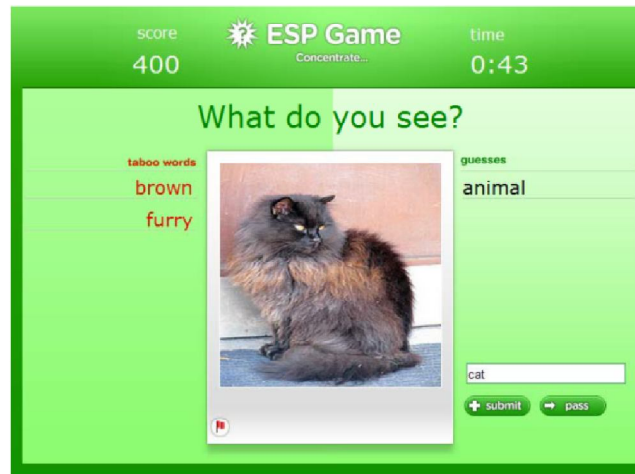 score
400
ESP Game
Concentrate...
time
0:43
What do you see?
taboo words
brown
furry
guesses
animal
cat
submit
pass